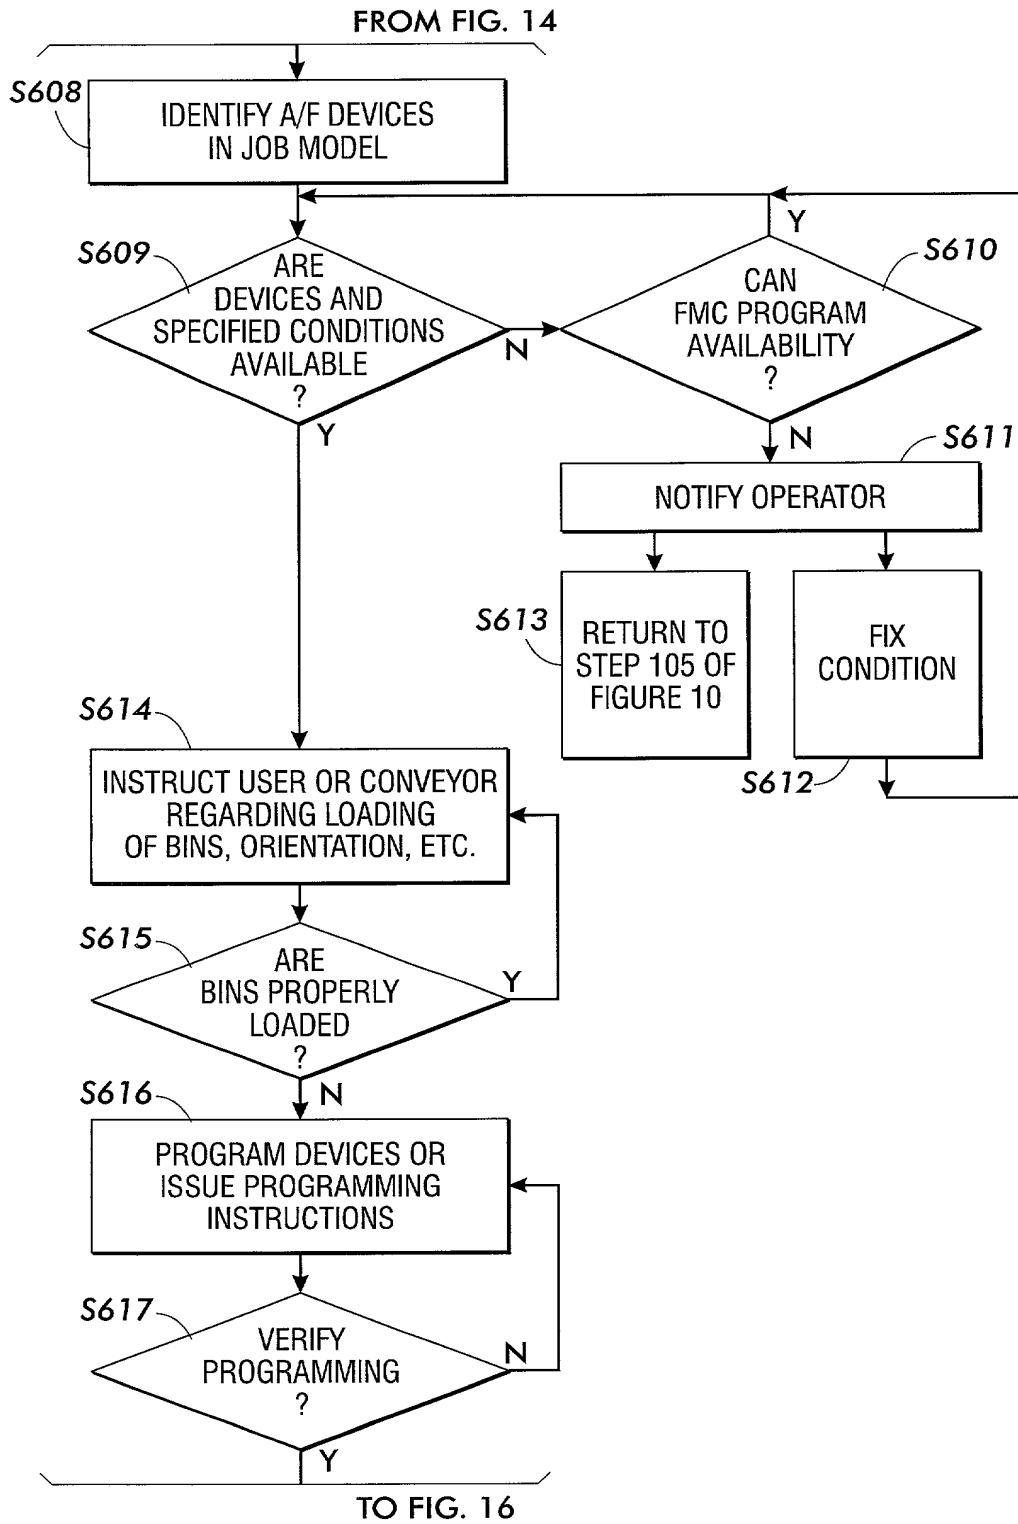 FROM FIG. 14
S608
IDENTIFY A/F DEVICES
IN JOB MODEL
S609
ARE
DEVICES AND
SPECIFIED CONDITIONS
AVAILABLE
?
N
Y
S610
Y
CAN
FMC PROGRAM
AVAILABILITY
?
N
S611
NOTIFY OPERATOR
S613
RETURN TO
STEP 105 OF
FIGURE 10
FIX
CONDITION
S612
S614
INSTRUCT USER OR CONVEYOR
REGARDING LOADING
OF BINS, ORIENTATION, ETC.
S615
ARE
BINS PROPERLY
LOADED
?
Y
N
S616
PROGRAM DEVICES OR
ISSUE PROGRAMMING
INSTRUCTIONS
S617
VERIFY
PROGRAMMING
?
N
Y
TO FIG. 16